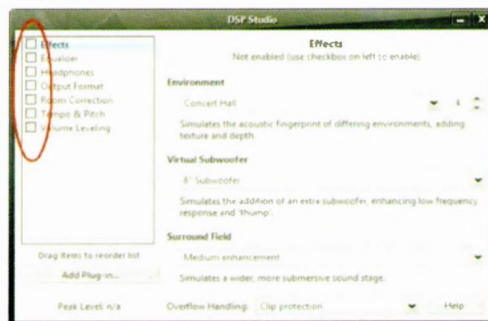 DSP Studio
Effects
Equalizer
Headphones
Output Format
Room Correction
Tempo & Pitch
Volume Leveling
Drag Items to reorder list
Add Plug-in...
Peak Level: n/a
Effects
Not enabled (use checkbox on left to enable)
Environment
Concert Hall
Simulates the acoustic fingerprint of differing environments, adding
texture and depth.
Virtual Subwoofer
8" Subwoofer
Simulates the addition of an extra subwoofer, enhancing low frequency
response and 'thump'.
Surround Field
Medium enhancement
Simulates a wider, more submersive sound stage.
Overflow Handling: Clip protection
Help